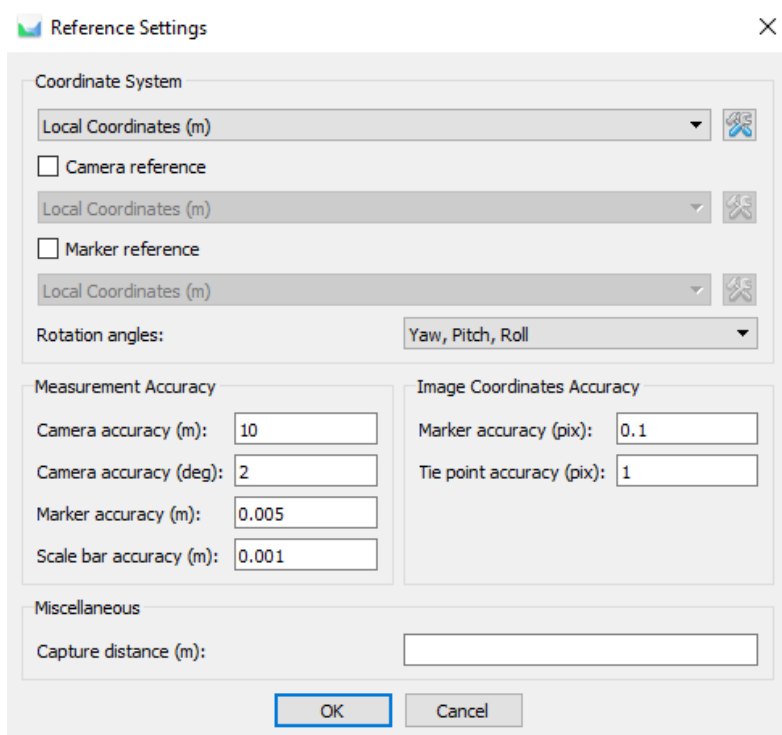 Reference Settings
Coordinate System
Local Coordinates (m)
Camera reference
Local Coordinates (m)
Marker reference
Local Coordinates (m)
Rotation angles: Yaw, Pitch, Roll
Measurement Accuracy
Camera accuracy (m): 10
Camera accuracy (deg): 2
Marker accuracy (m): 0.005
Scale bar accuracy (m): 0.001
Image Coordinates Accuracy
Marker accuracy (pix): 0.1
Tie point accuracy (pix): 1
Miscellaneous
Capture distance (m):
OK Cancel